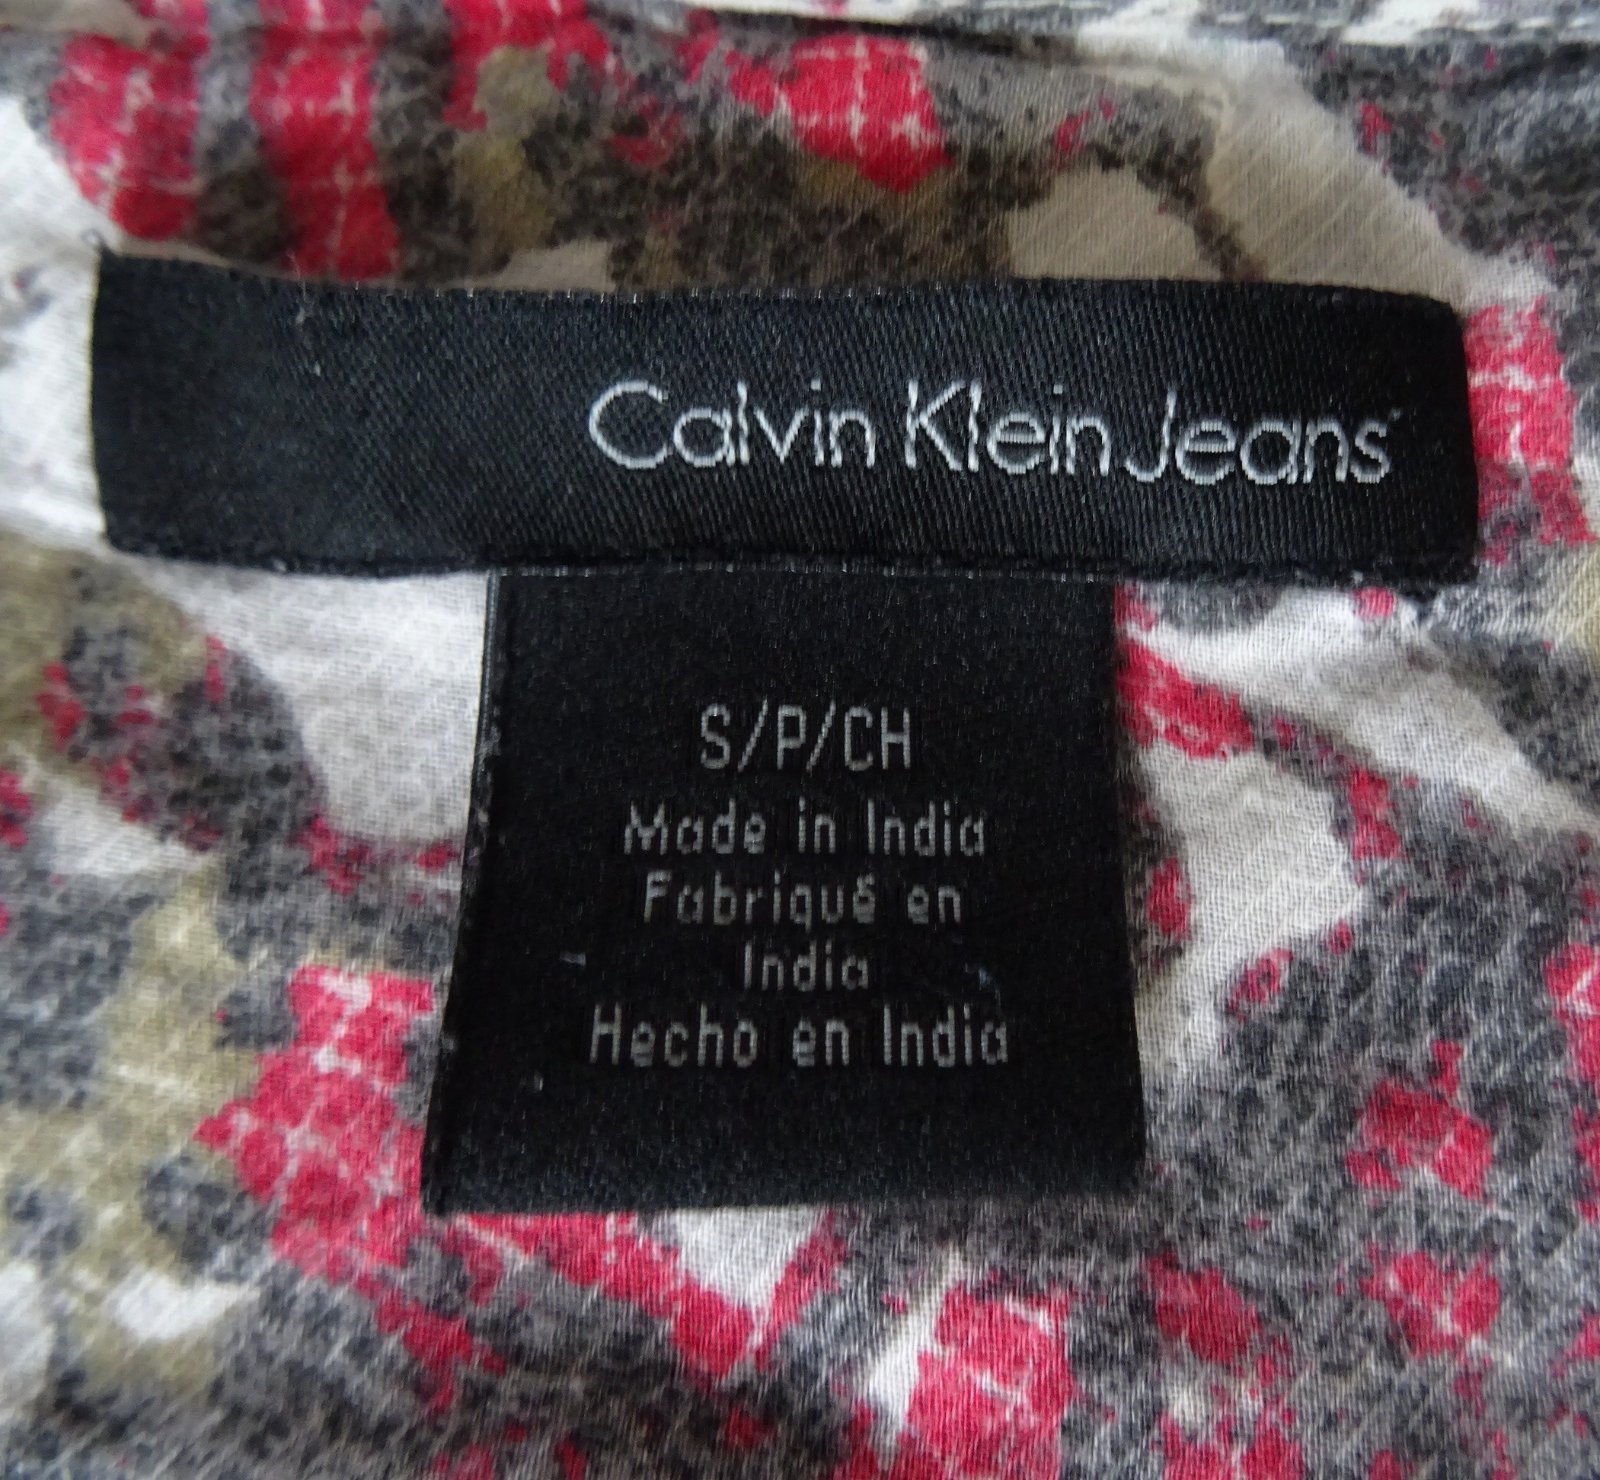 Calvin Klein Jeans
S/P/CH
Made in India
Fabriqué en
India
Hecho en India